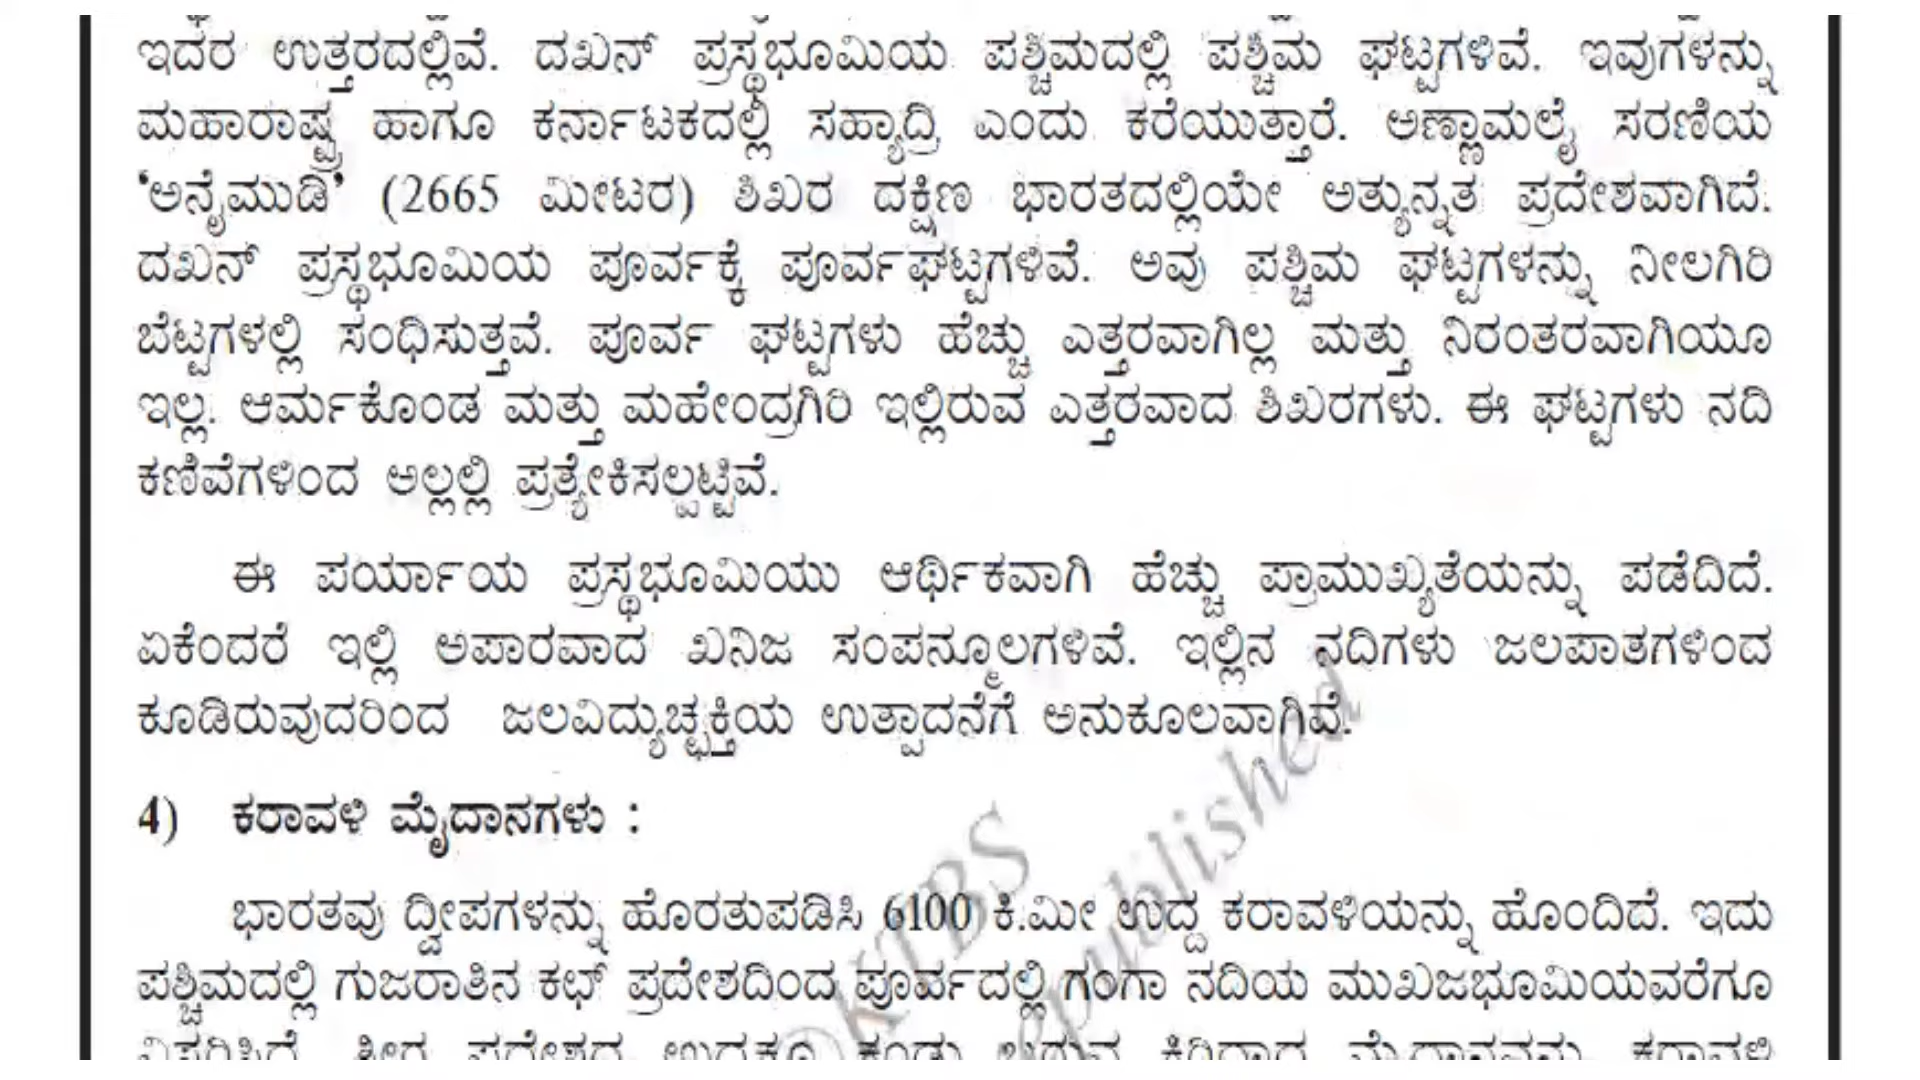 ಇದರ ಉತ್ತರದಲ್ಲಿವೆ. ದಖನ್ ಪ್ರಸ್ಥಭೂಮಿಯ ಪಶ್ಚಿಮದಲ್ಲಿ ಪಶ್ಚಿಮ ಘಟ್ಟಗಳಿವೆ. ಇವುಗಳನ್ನು
ಮಹಾರಾಷ್ಟ್ರ ಹಾಗೂ ಕರ್ನಾಟಕದಲ್ಲಿ ಸಹ್ಯಾದ್ರಿ ಎಂದು ಕರೆಯುತ್ತಾರೆ. ಅಣ್ಣಾಮಲೈ ಸರಣಿಯ
‘ಅನೈಮುಡಿ’ (2665 ಮೀಟರ) ಶಿಖರ ದಕ್ಷಿಣ ಭಾರತದಲ್ಲಿಯೇ ಅತ್ಯುನ್ನತ ಪ್ರದೇಶವಾಗಿದೆ.
ದಖನ್ ಪ್ರಸ್ಥಭೂಮಿಯ ಪೂರ್ವಕ್ಕೆ ಪೂರ್ವಘಟ್ಟಗಳಿವೆ. ಅವು ಪಶ್ಚಿಮ ಘಟ್ಟಗಳನ್ನು ನೀಲಗಿರಿ
ಬೆಟ್ಟಗಳಲ್ಲಿ ಸಂಧಿಸುತ್ತವೆ. ಪೂರ್ವ ಘಟ್ಟಗಳು ಹೆಚ್ಚು ಎತ್ತರವಾಗಿಲ್ಲ ಮತ್ತು ನಿರಂತರವಾಗಿಯೂ
ಇಲ್ಲ. ಆರ್ಮಕೊಂಡ ಮತ್ತು ಮಹೇಂದ್ರಗಿರಿ ಇಲ್ಲಿರುವ ಎತ್ತರವಾದ ಶಿಖರಗಳು. ಈ ಘಟ್ಟಗಳು ನದಿ
ಕಣಿವೆಗಳಿಂದ ಅಲ್ಲಲ್ಲಿ ಪ್ರತ್ಯೇಕಿಸಲ್ಪಟ್ಟಿವೆ.
ಈ ಪರ್ಯಾಯ ಪ್ರಸ್ಥಭೂಮಿಯು ಆರ್ಥಿಕವಾಗಿ ಹೆಚ್ಚು ಪ್ರಾಮುಖ್ಯತೆಯನ್ನು ಪಡೆದಿದೆ.
ಏಕೆಂದರೆ ಇಲ್ಲಿ ಅಪಾರವಾದ ಖನಿಜ ಸಂಪನ್ಮೂಲಗಳಿವೆ. ಇಲ್ಲಿನ ನದಿಗಳು ಜಲಪಾತಗಳಿಂದ
ಕೂಡಿರುವುದರಿಂದ ಜಲವಿದ್ಯುಚ್ಛಕ್ತಿಯ ಉತ್ಪಾದನೆಗೆ ಅನುಕೂಲವಾಗಿವೆ.
4) ಕರಾವಳಿ ಮೈದಾನಗಳು :
ಭಾರತವು ದ್ವೀಪಗಳನ್ನು ಹೊರತುಪಡಿಸಿ 6100 ಕಿ.ಮೀ ಉದ್ದ ಕರಾವಳಿಯನ್ನು ಹೊಂದಿದೆ. ಇದು
ಪಶ್ಚಿಮದಲ್ಲಿ ಗುಜರಾತಿನ ಕಛ್ ಪ್ರದೇಶದಿಂದ ಪೂರ್ವದಲ್ಲಿ ಗಂಗಾ ನದಿಯ ಮುಖಜಭೂಮಿಯವರೆಗೂ
©KTBS
republished